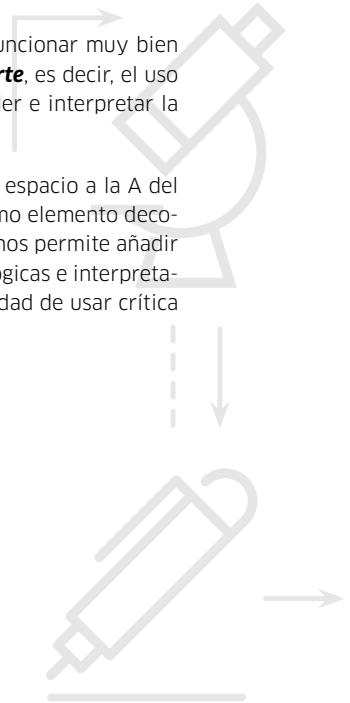 uncionar muy bien
rte, es decir, el uso
er e interpretar la
espacio a la A del
mo elemento deco-
nos permite añadir
ógicas e interpreta-
dad de usar crítica